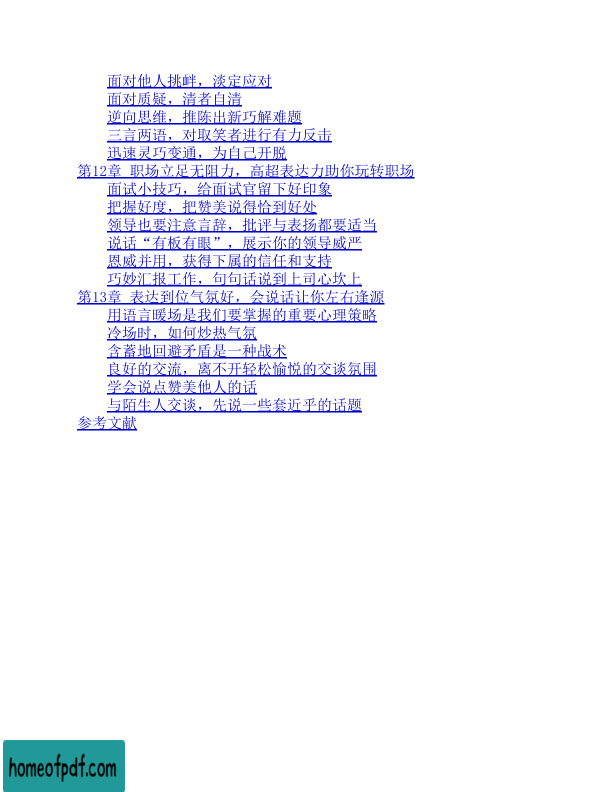 面对他人挑衅，淡定应对
面对质疑，清者自清
逆向思维，推陈出新巧解难题
三言两语，对取笑者进行有力反击
迅速灵巧变通，为自己开脱
第12章 职场立足无阻力，高超表达力助你玩转职场
面试小技巧，给面试官留下好印象
把握好度，把赞美说得恰到好处
领导也要注意言辞，批评与表扬都要适当
说话“有板有眼”，展示你的领导威严
恩威并用，获得下属的信任和支持
巧妙汇报工作，句句话说到上司心坎上
第13章 表达到位气氛好，会说话让你左右逢源
用语言暖场是我们要掌握的重要心理策略
冷场时，如何炒热气氛
含蓄地回避矛盾是一种战术
良好的交流，离不开轻松愉悦的交谈氛围
学会说点赞美他人的话
与陌生人交谈，先说一些套近乎的话题
参考文献
homeofpdf.com